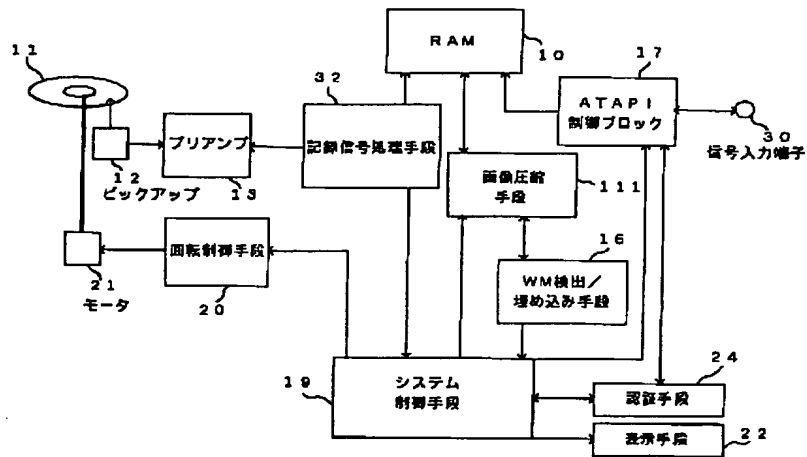 RAM
10
11
32
17
ATAPI
制御ブロック
30
信号入力端子
プリアンプ
記録信号処理手段
12
ピックアップ
13
画像圧縮
手段
111
回転制御手段
16
WM検出/
埋め込み手段
21
モータ
20
19
システム
制御手段
24
認証手段
表示手段
22